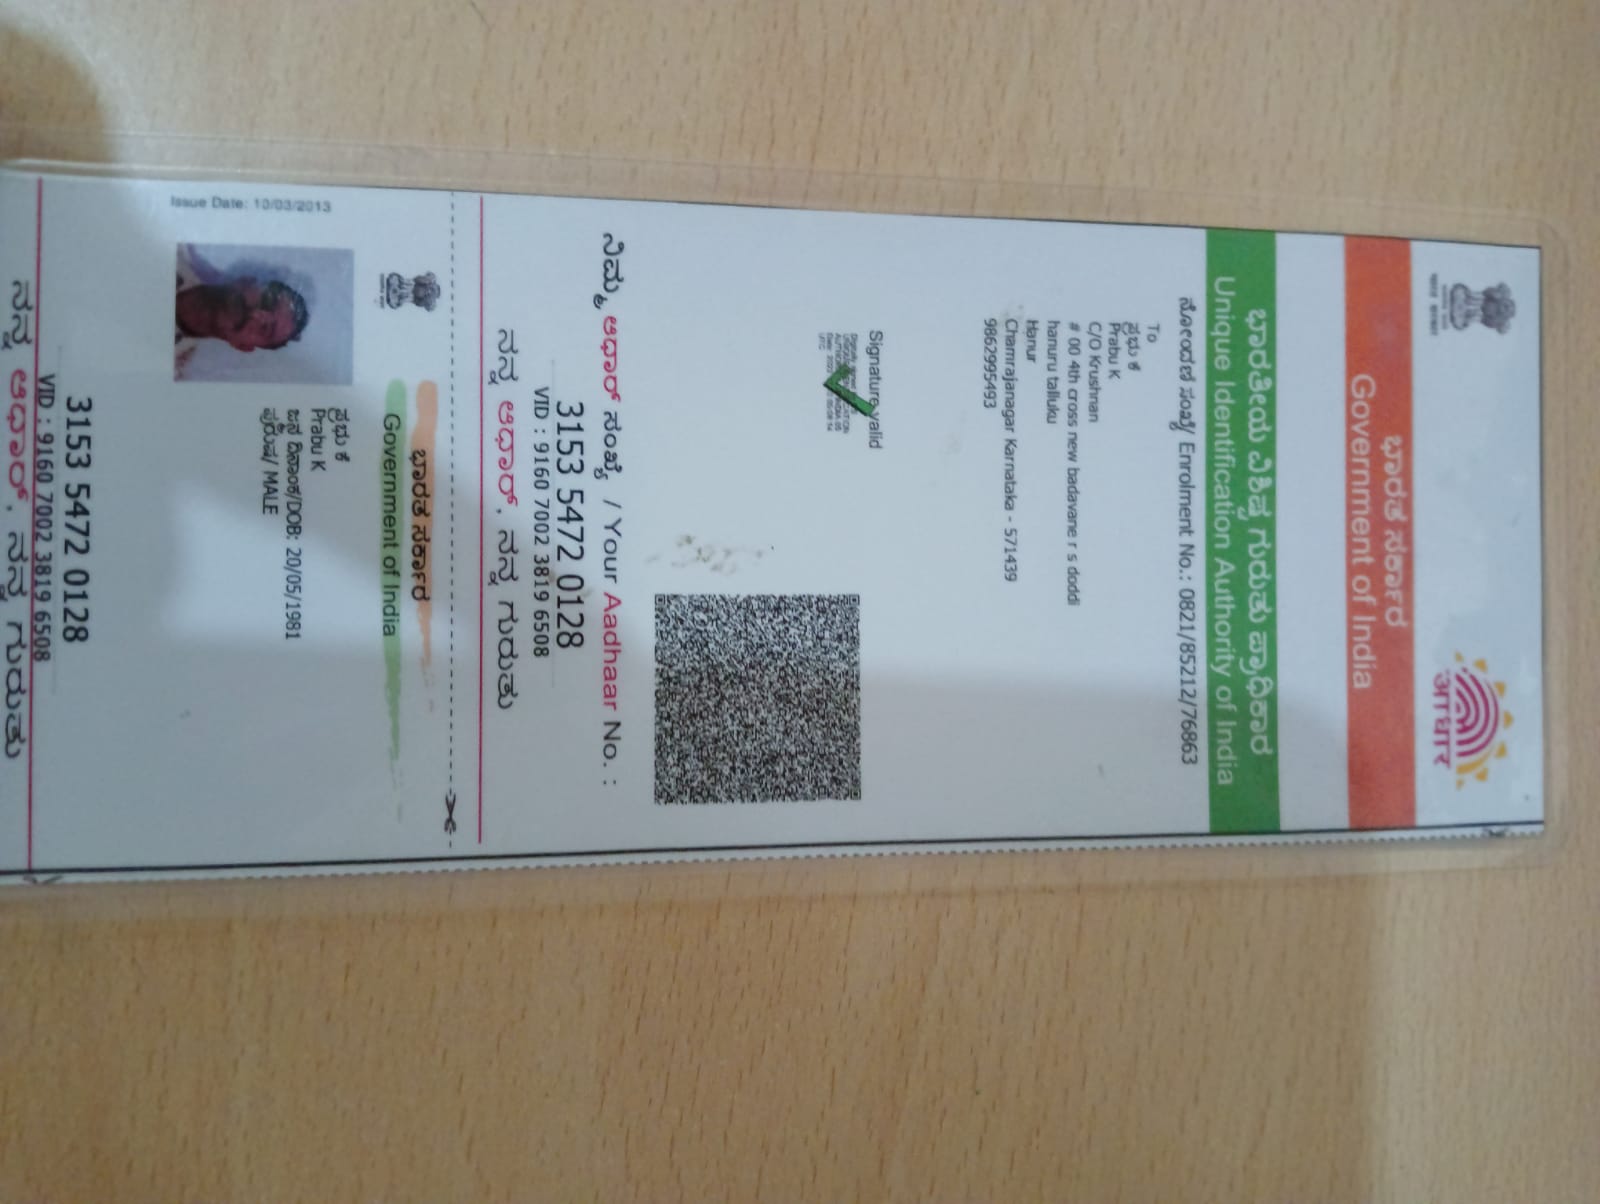 भारत सरकार
आधार
ಭಾರತ ಸರ್ಕಾರ
Government of India
ಭಾರತೀಯ ವಿಶಿಷ್ಟ ಗುರುತು ಪ್ರಾಧಿಕಾರ
Unique Identification Authority of India
ನೋಂದಣಿ ಸಂಖ್ಯೆ/ Enrolment No.: 0821/85212/76863
To
ಪ್ರಭು ಕೆ
Prabu K
C/O Krushnan
# 00 4th cross new badavane r s doddi
hanuru talluku
Hanur
Chamrajanagar Karnataka - 571439
9862995493
Signature valid
ನಿಮ್ಮ ಆಧಾರ್ ಸಂಖ್ಯೆ / Your Aadhaar No. :
3153 5472 0128
VID : 9160 7002 3819 6508
ನನ್ನ ಆಧಾರ್, ನನ್ನ ಗುರುತು
ಭಾರತ ಸರ್ಕಾರ
Government of India
Issue Date: 10/03/2013
ಪ್ರಭು ಕೆ
Prabu K
ಜನ್ಮ ದಿನಾಂಕ/DOB: 20/05/1981
ಪುರುಷ/ MALE
3153 5472 0128
VID : 9160 7002 3819 6508
ನನ್ನ ಆಧಾರ್, ನನ್ನ ಗುರುತು